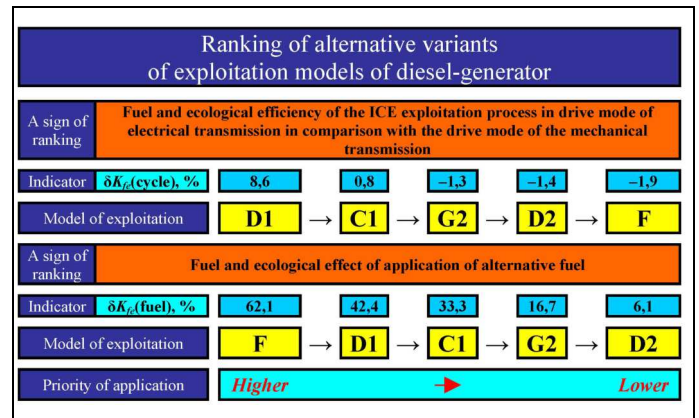 Ranking of alternative variants
of exploitation models of diesel-generator
A sign of
ranking
Fuel and ecological efficiency of the ICE exploitation process in drive mode of
electrical transmission in comparison with the drive mode of the mechanical
transmission
Indicator δKfe(cycle), % 8,6 0,8 –1,3 –1,4 –1,9
Model of exploitation D1 → C1 → G2 → D2 → F
A sign of
ranking
Fuel and ecological effect of application of alternative fuel
Indicator δKfe(fuel), % 62,1 42,4 33,3 16,7 6,1
Model of exploitation F → D1 → C1 → G2 → D2
Priority of application Higher → Lower